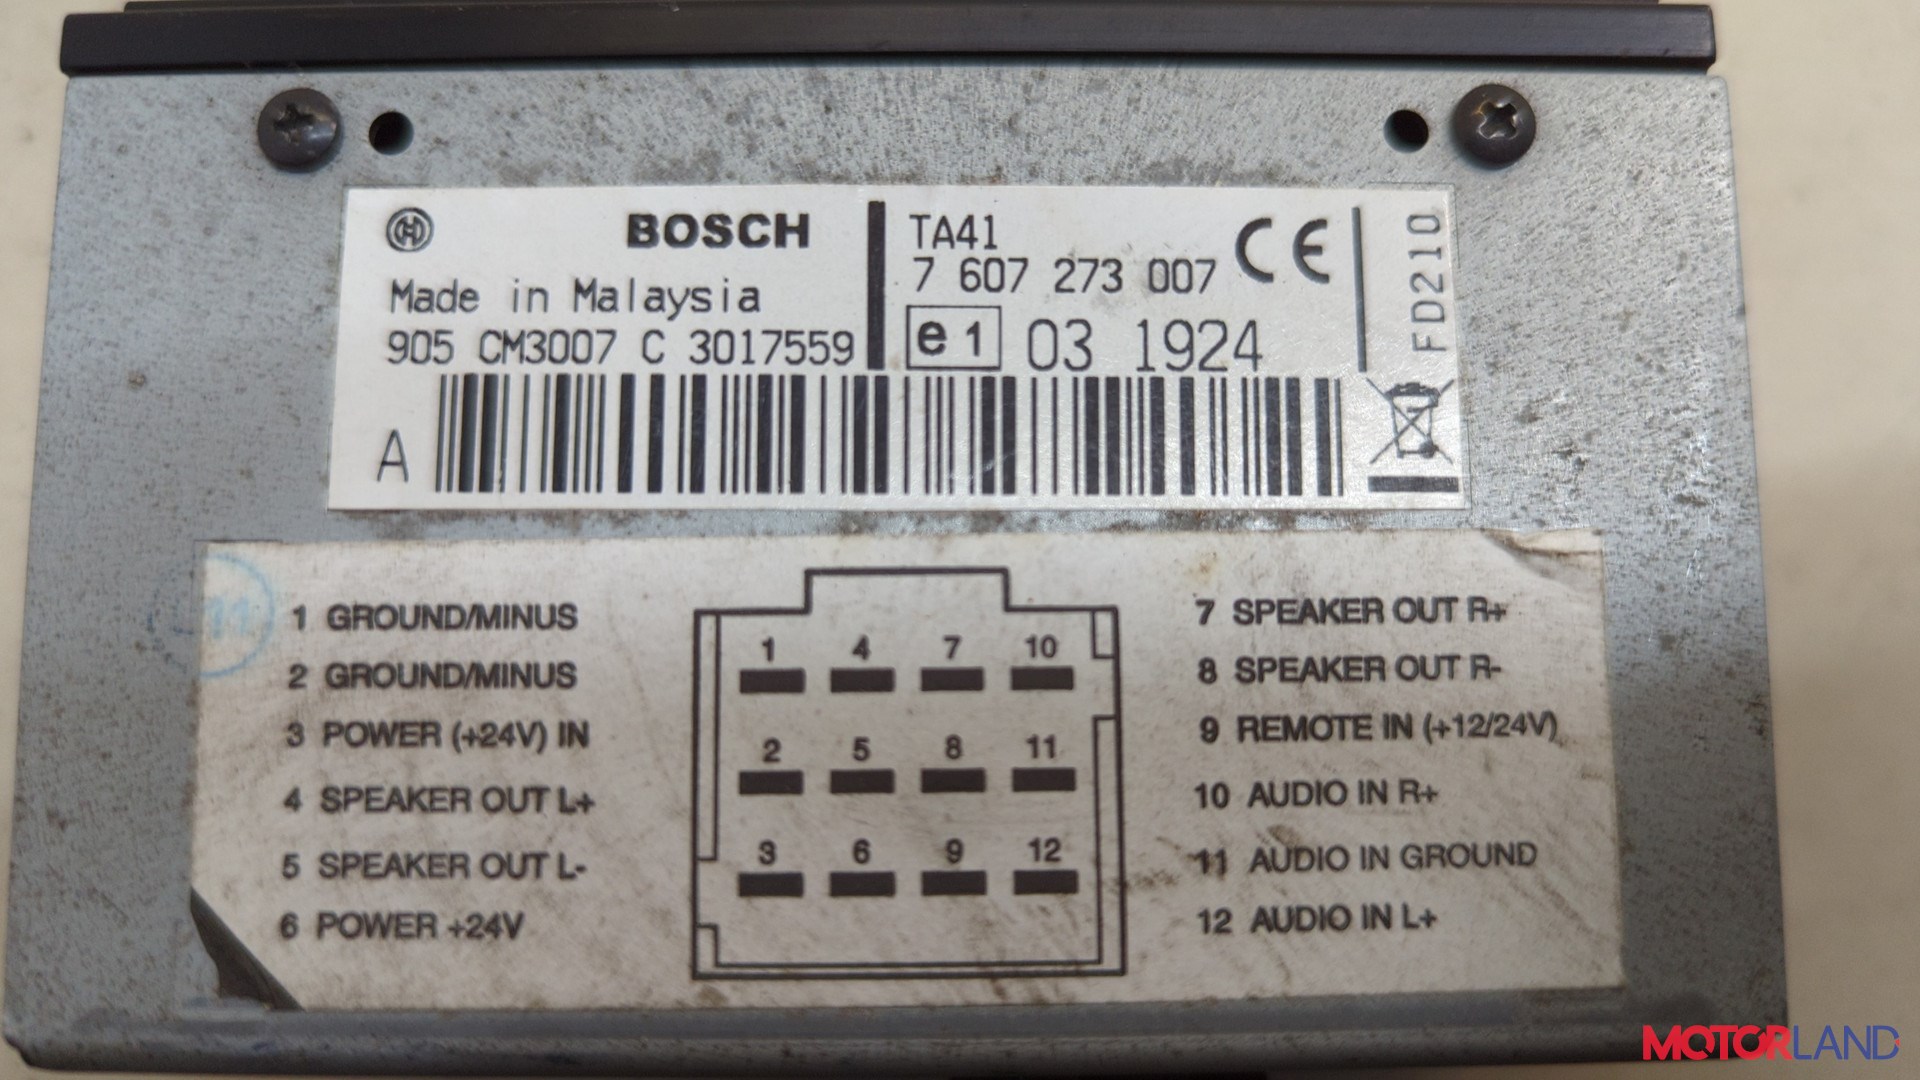 BOSCH
Made in Malaysia
905 CM3007 C 3017559
TA41
7 607 273 007
CE
e1 03 1924
FD210
A
1 GROUND/MINUS
2 GROUND/MINUS
3 POWER (+24V) IN
4 SPEAKER OUT L+
5 SPEAKER OUT L-
6 POWER +24V
1 4 7 10
2 5 8 11
3 6 9 12
7 SPEAKER OUT R+
8 SPEAKER OUT R-
9 REMOTE IN (+12/24V)
10 AUDIO IN R+
11 AUDIO IN GROUND
12 AUDIO IN L+
MOTORLAND